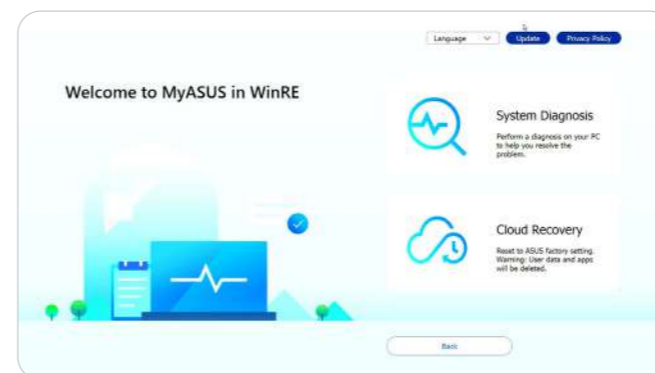 Language
Update
Privacy Policy
Welcome to MyASUS in WinRE
System Diagnosis
Perform a diagnosis on your PC
to help you resolve the
problem.
Cloud Recovery
Reset to ASUS factory setting.
Warning: User data and apps
will be deleted.
Back